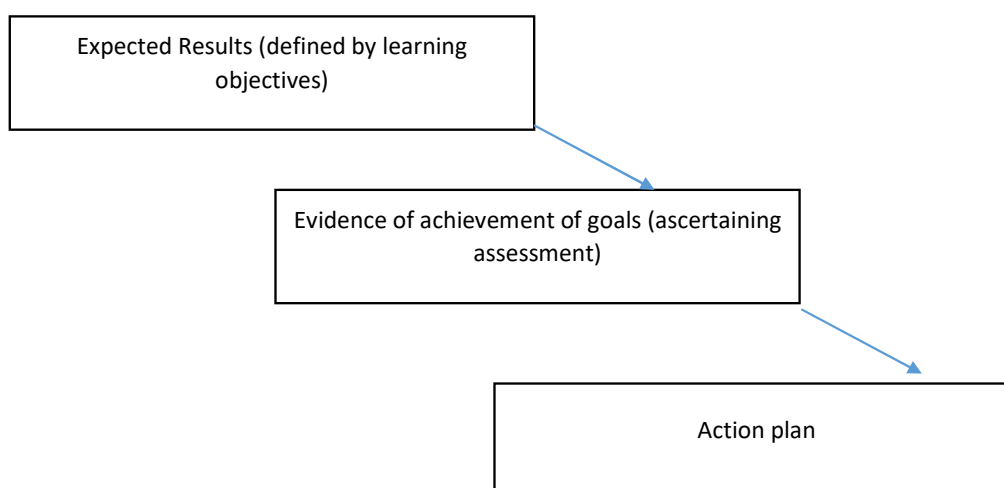 Expected Results (defined by learning
objectives)
Evidence of achievement of goals (ascertaining
assessment)
Action plan